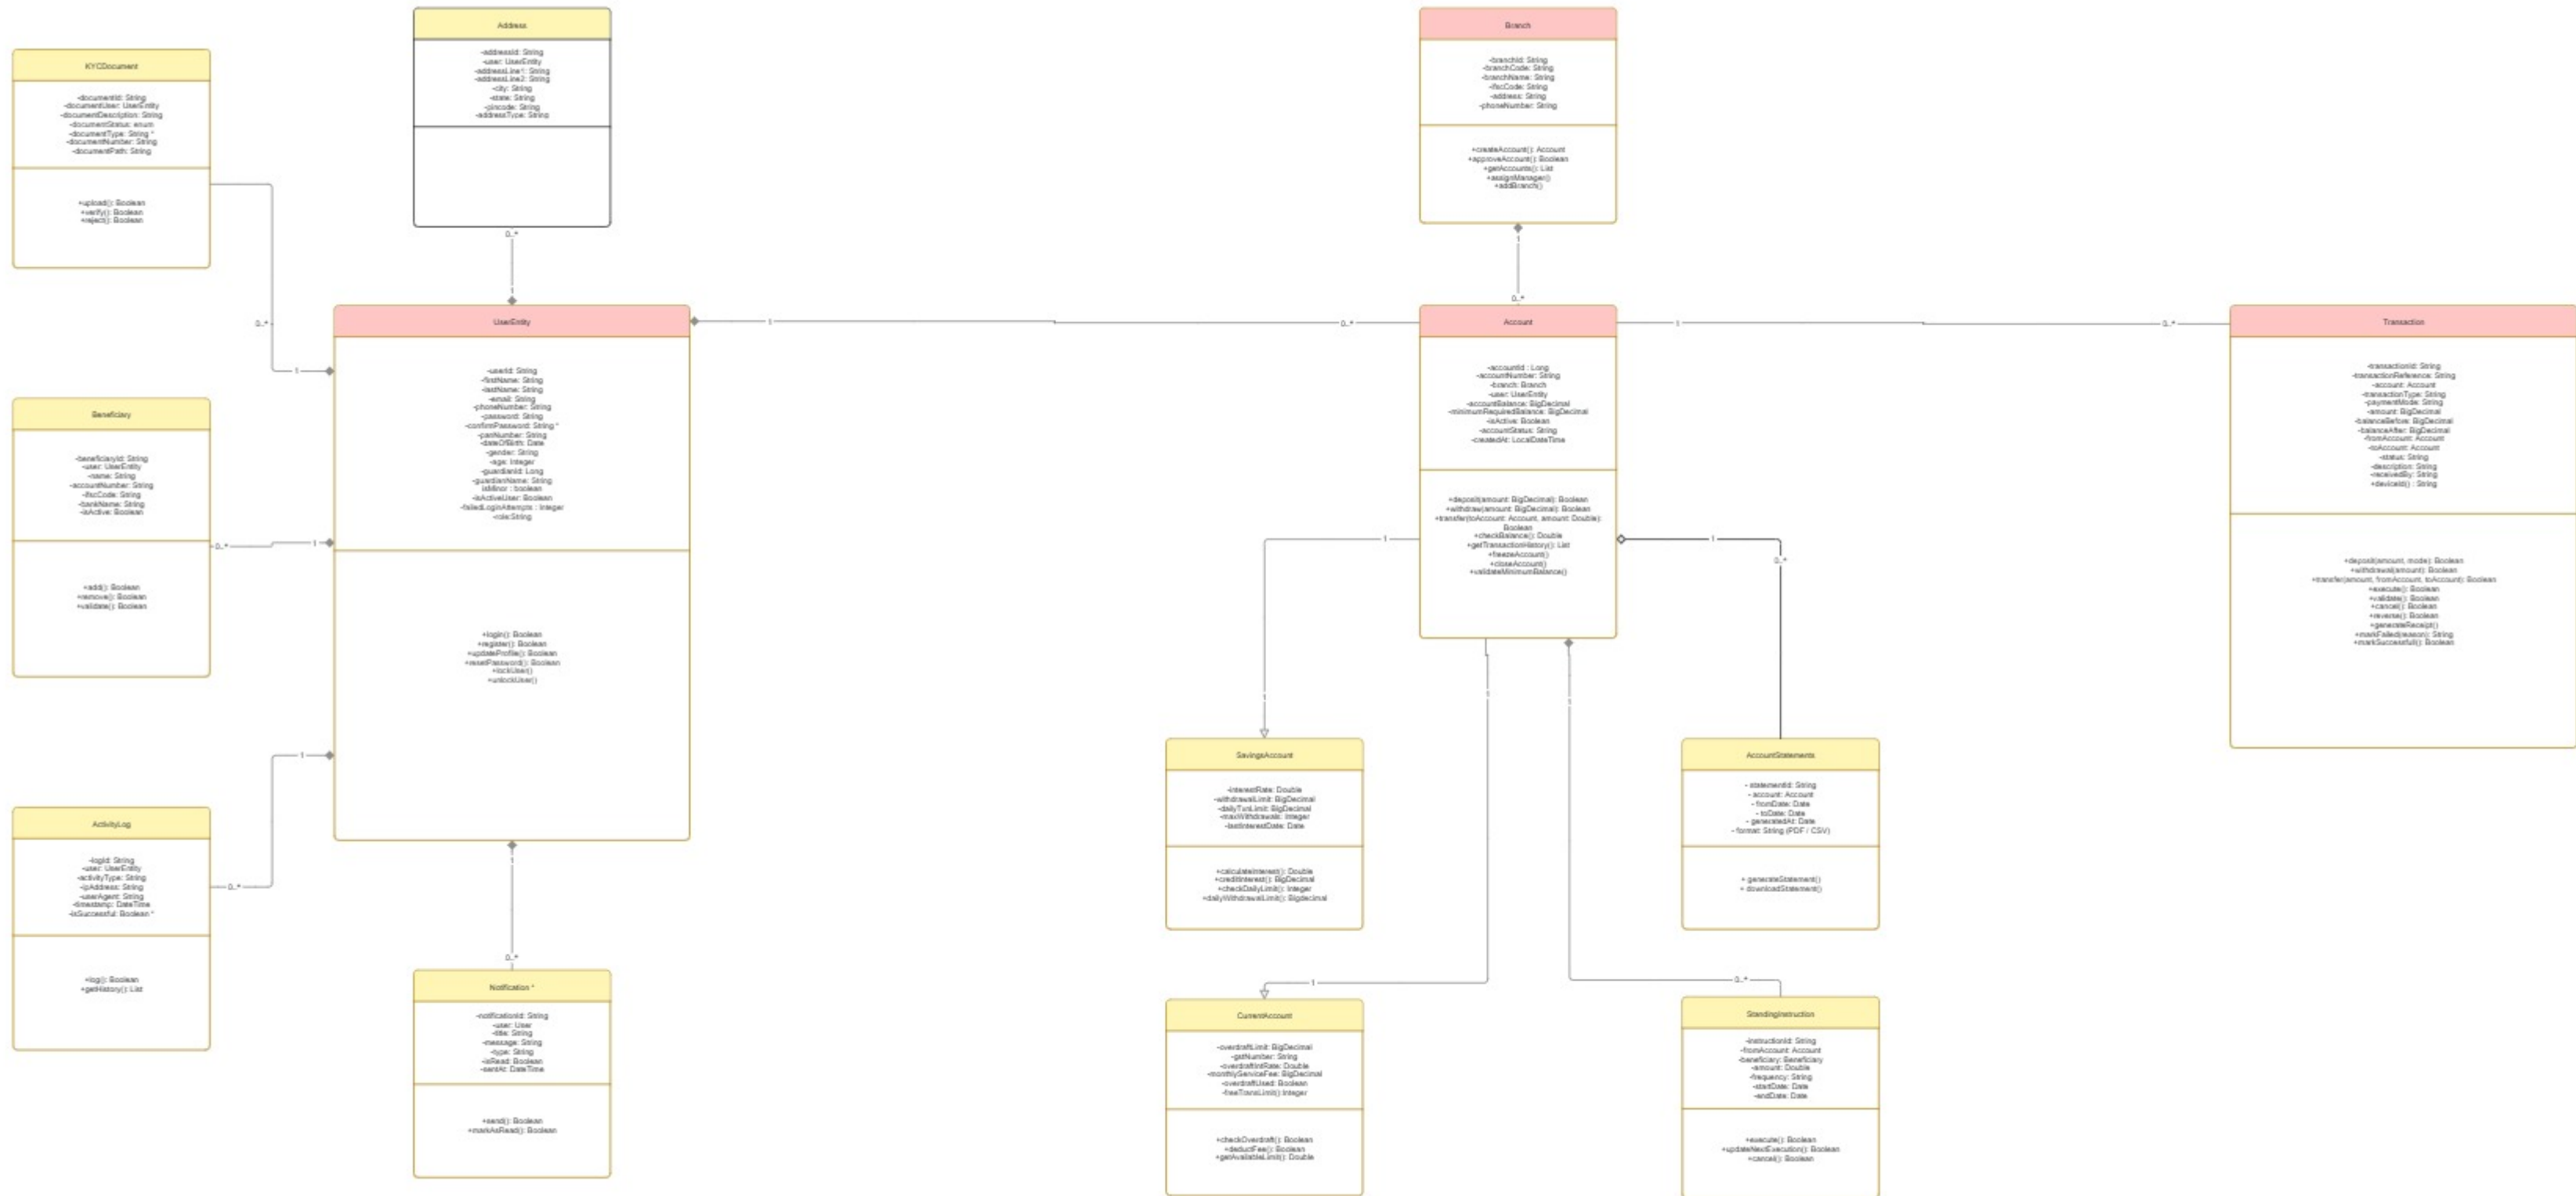 Address
-addressId: String
-user: UserEntity
-addressLine1: String
-addressLine2: String
-city: String
-state: String
-pincode: String
-addressType: String
Branch
-branchId: String
-branchCode: String
-branchName: String
-ifscCode: String
-address: String
-phoneNumber: String
+createAccount(): Account
+approveAccount(): Boolean
+getAccounts(): List
+assignManager()
+addBranch()
KYCDocument
-documentId: String
-documentUser: UserEntity
-documentDescription: String
-documentStatus: enum
-documentType: String *
-documentNumber: String
-documentPath: String
+upload(): Boolean
+verify(): Boolean
+reject(): Boolean
0..*
1
0..*
1
1
0..*
UserEntity
-userId: String
-firstName: String
-lastName: String
-email: String
-phoneNumber: String
-password: String
-confirmPassword: String *
-panNumber: String
-dateOfBirth: Date
-gender: String
-age: Integer
-guardianId: Long
-guardianName: String
isMinor : boolean
-isActiveUser: Boolean
-failedLoginAttempts : Integer
-role:String
+login(): Boolean
+register(): Boolean
+updateProfile(): Boolean
+resetPassword(): Boolean
+lockUser()
+unlockUser()
1
0..*
Account
-accountId : Long
-accountNumber: String
-branch: Branch
-user: UserEntity
-accountBalance: BigDecimal
-minimumRequiredBalance: BigDecimal
-isActive: Boolean
-accountStatus: String
-createdAt: LocalDateTime
+deposit(amount: BigDecimal): Boolean
+withdraw(amount: BigDecimal): Boolean
+transfer(toAccount: Account, amount: Double):
Boolean
+checkBalance(): Double
+getTransactionHistory(): List
+freezeAccount()
+closeAccount()
+validateMinimumBalance()
1
0..*
Transaction
-transactionId: String
-transactionReference: String
-account: Account
-transactionType: String
-paymentMode: String
-amount: BigDecimal
-balanceBefore: BigDecimal
-balanceAfter: BigDecimal
-fromAccount: Account
-toAccount: Account
-status: String
-description: String
-receivedBy: String
+deviceId() : String
+deposit(amount, mode): Boolean
+withdrawal(amount): Boolean
+transfer(amount, fromAccount, toAccount): Boolean
+execute(): Boolean
+validate(): Boolean
+cancel(): Boolean
+reverse(): Boolean
+generateReceipt()
+markFailed(reason): String
+markSuccessfull(): Boolean
Beneficiary
-beneficiaryId: String
-user: UserEntity
-name: String
-accountNumber: String
-ifscCode: String
-bankName: String
-isActive: Boolean
+add(): Boolean
+remove(): Boolean
+validate(): Boolean
0..*
1
1
1
1
0..*
1
1
1
0..*
ActivityLog
-logId: String
-user: UserEntity
-activityType: String
-ipAddress: String
-userAgent: String
-timestamp: DateTime
-isSuccessful: Boolean *
+log(): Boolean
+getHistory(): List
1
0..*
1
0..*
Notification *
-notificationId: String
-user: User
-title: String
-message: String
-type: String
-isRead: Boolean
-sentAt: DateTime
+send(): Boolean
+markAsRead(): Boolean
SavingsAccount
-interestRate: Double
-withdrawalLimit: BigDecimal
-dailyTxnLimit: BigDecimal
-maxWithdrawals: Integer
-lastInterestDate: Date
+calculateInterest(): Double
+creditInterest(): BigDecimal
+checkDailyLimit(): Integer
+dailyWithdrawalLimit(): Bigdecimal
AccountStatements
- statementId: String
- account: Account
- fromDate: Date
- toDate: Date
- generatedAt: Date
- format: String (PDF / CSV)
+ generateStatement()
+ downloadStatement()
CurrentAccount
-overdraftLimit: BigDecimal
-gstNumber: String
-overdraftIntRate: Double
-monthlyServiceFee: BigDecimal
-overdraftUsed: Boolean
-freeTransLimit():Integer
+checkOverdraft(): Boolean
+deductFee(): Boolean
+getAvailableLimit(): Double
StandingInstruction
-instructionId: String
-fromAccount: Account
-beneficiary: Beneficiary
-amount: Double
-frequency: String
-startDate: Date
-endDate: Date
+execute(): Boolean
+updateNextExecution(): Boolean
+cancel(): Boolean